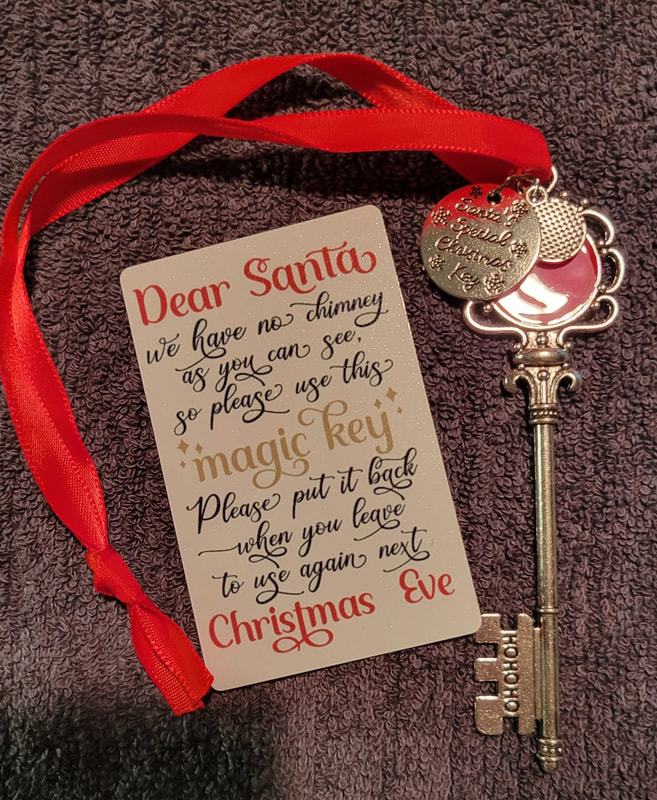 Dear Santa
we have no chimney
as you can see,
so please use this
magic key
Please put it back
when you leave
to use again next
Christmas Eve
Santa's
Special
Christmas
Key
HOHOHO